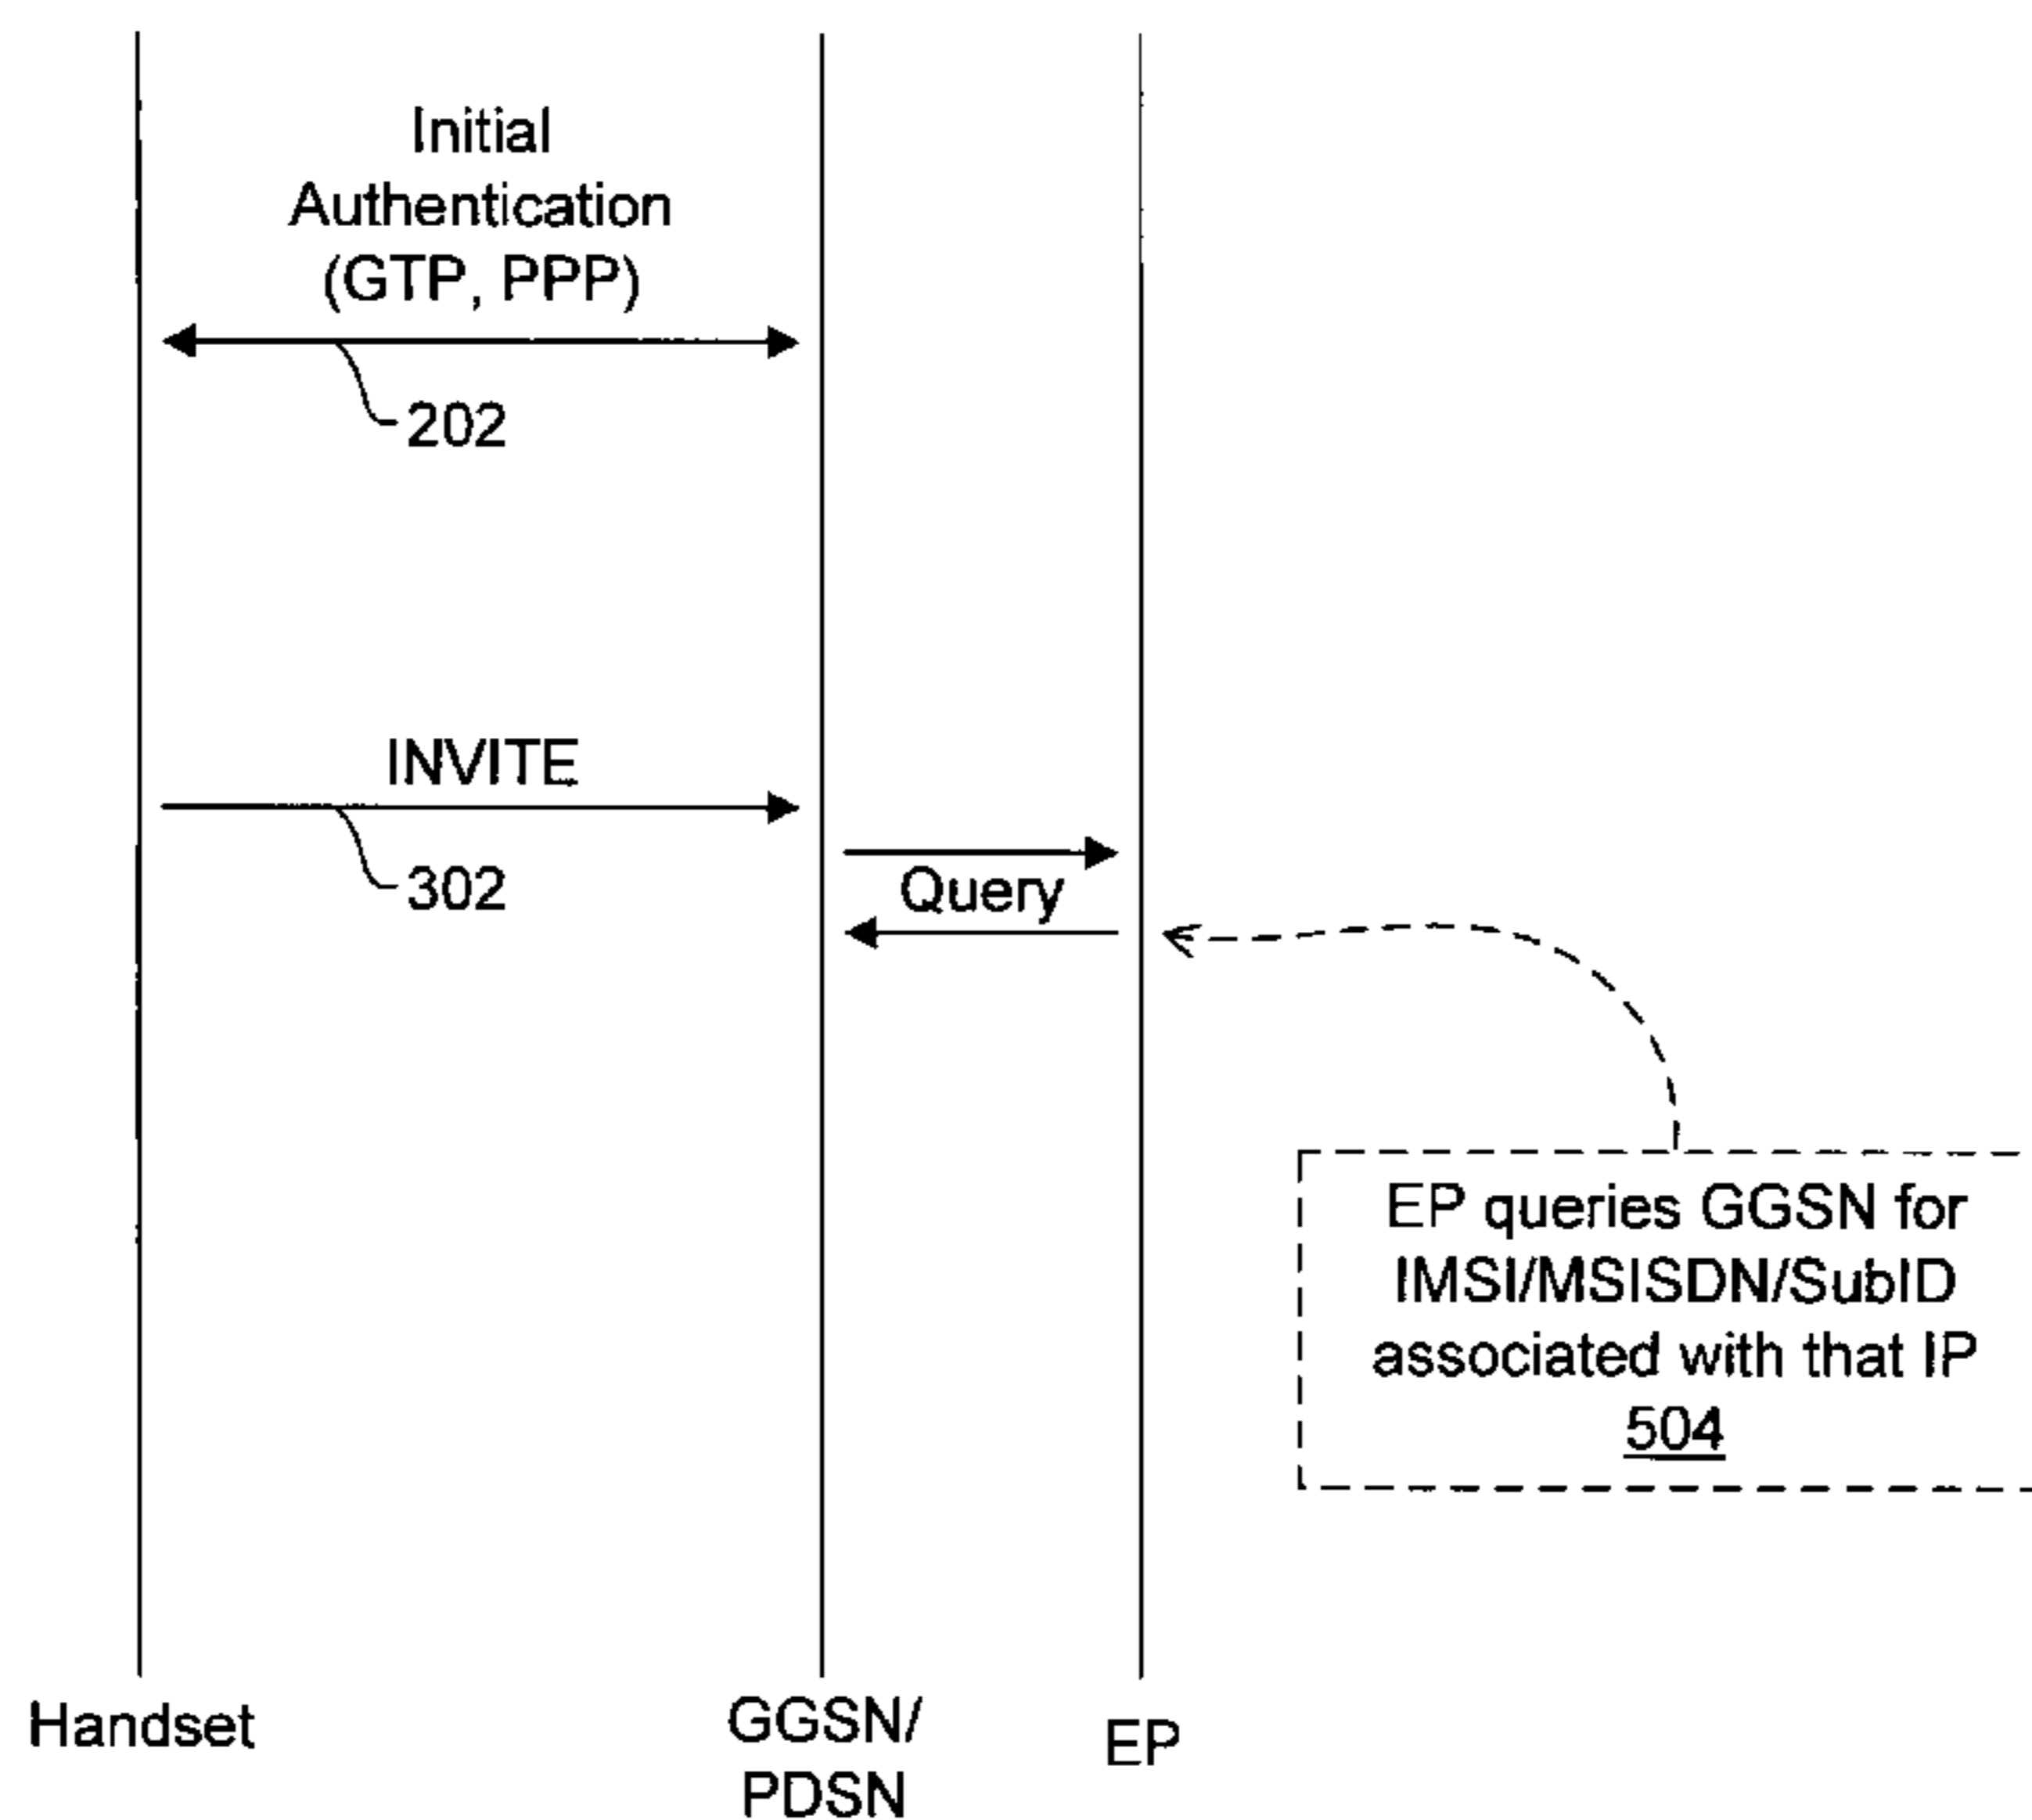 Initial
Authentication
(GTP, PPP)
202
INVITE
302
Query
EP queries GGSN for
IMSI/MSISDN/SubID
associated with that IP
504
Handset
GGSN/
PDSN
EP